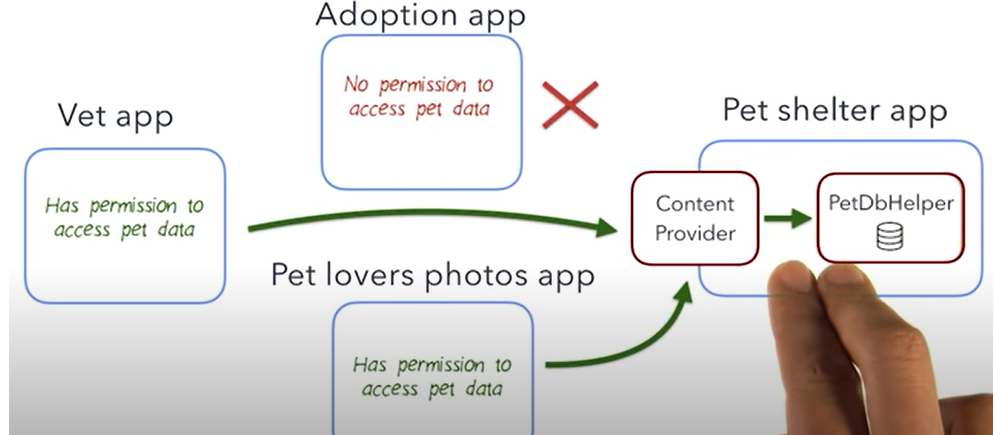 Adoption app
No permission to
access pet data
Vet app
Has permission to
access pet data
Pet shelter app
Content
Provider
PetDbHelper
Pet lovers photos app
Has permission to
access pet data